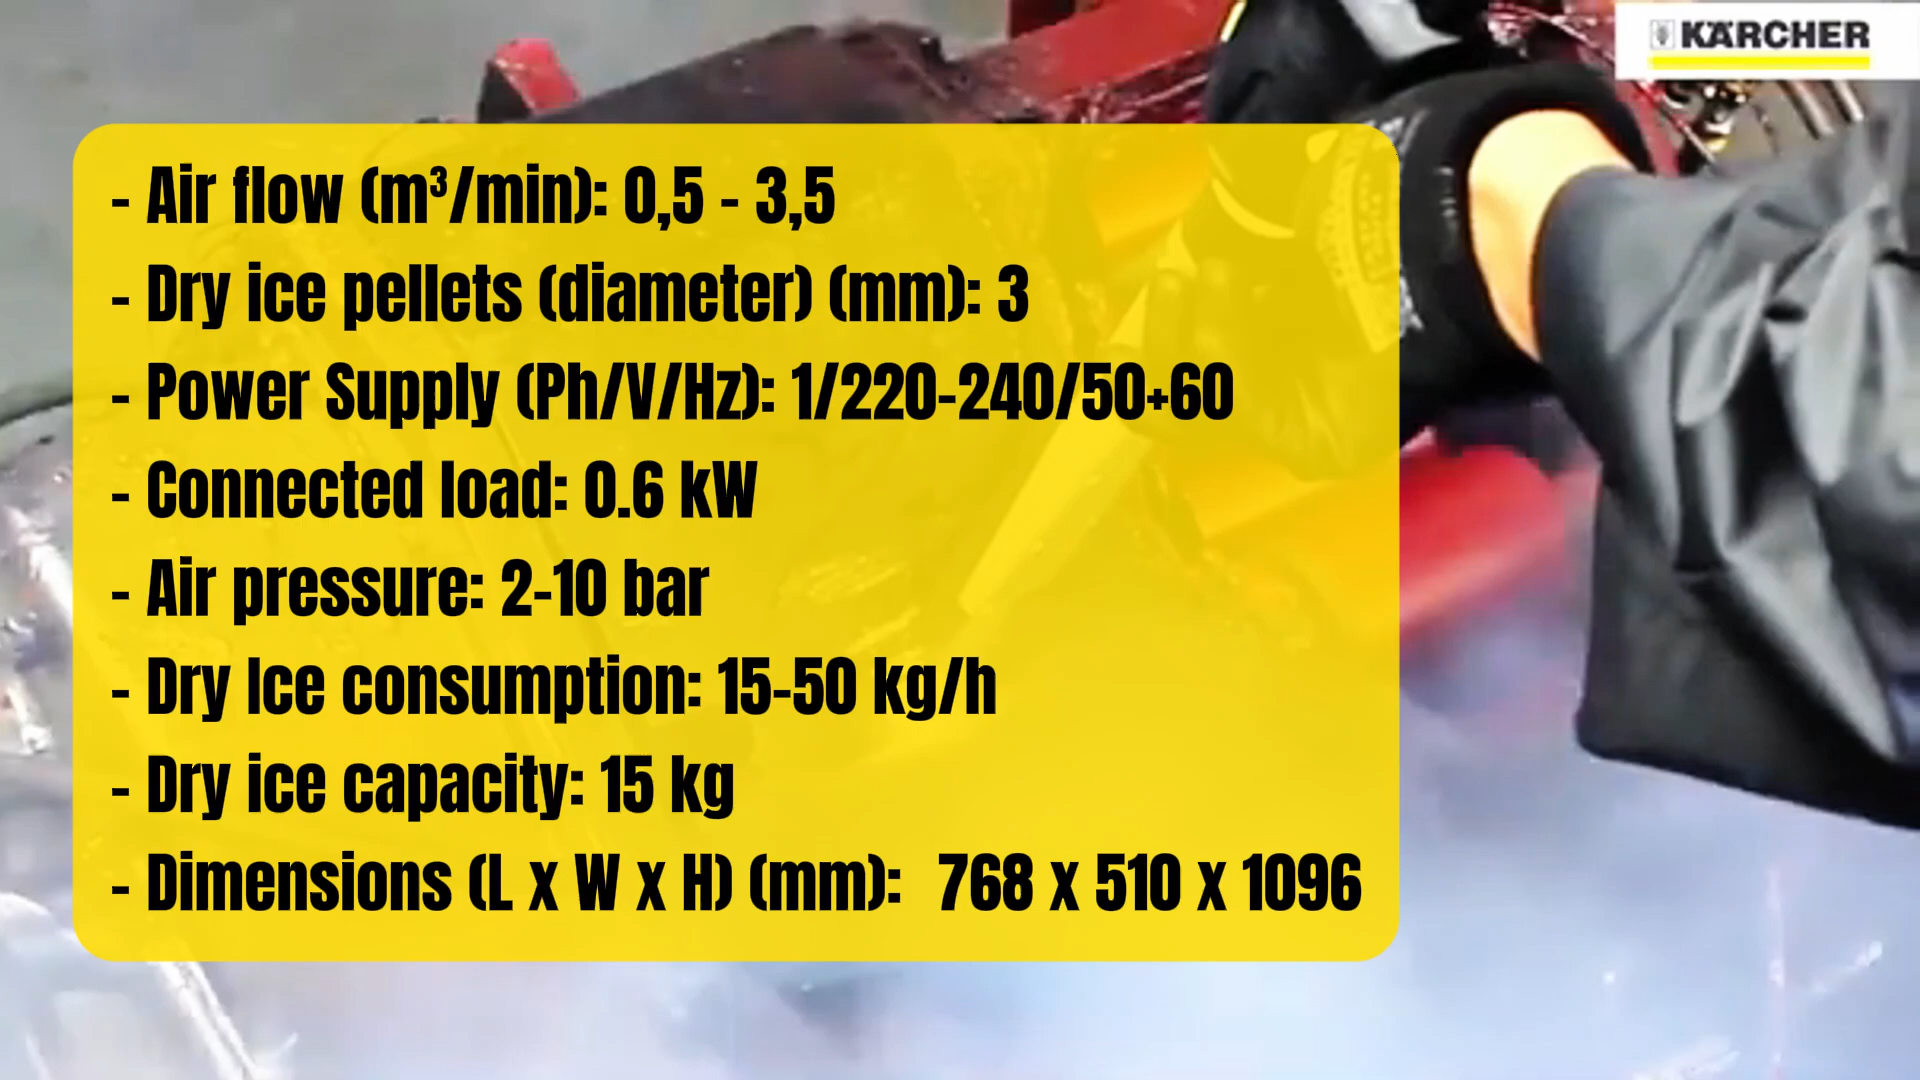 KÄRCHER
- Air flow (m³/min): 0,5 - 3,5
- Dry ice pellets (diameter) (mm): 3
- Power Supply (Ph/V/Hz): 1/220-240/50+60
- Connected load: 0.6 kW
- Air pressure: 2-10 bar
- Dry Ice consumption: 15-50 kg/h
- Dry ice capacity: 15 kg
- Dimensions (L x W x H) (mm):  768 x 510 x 1096